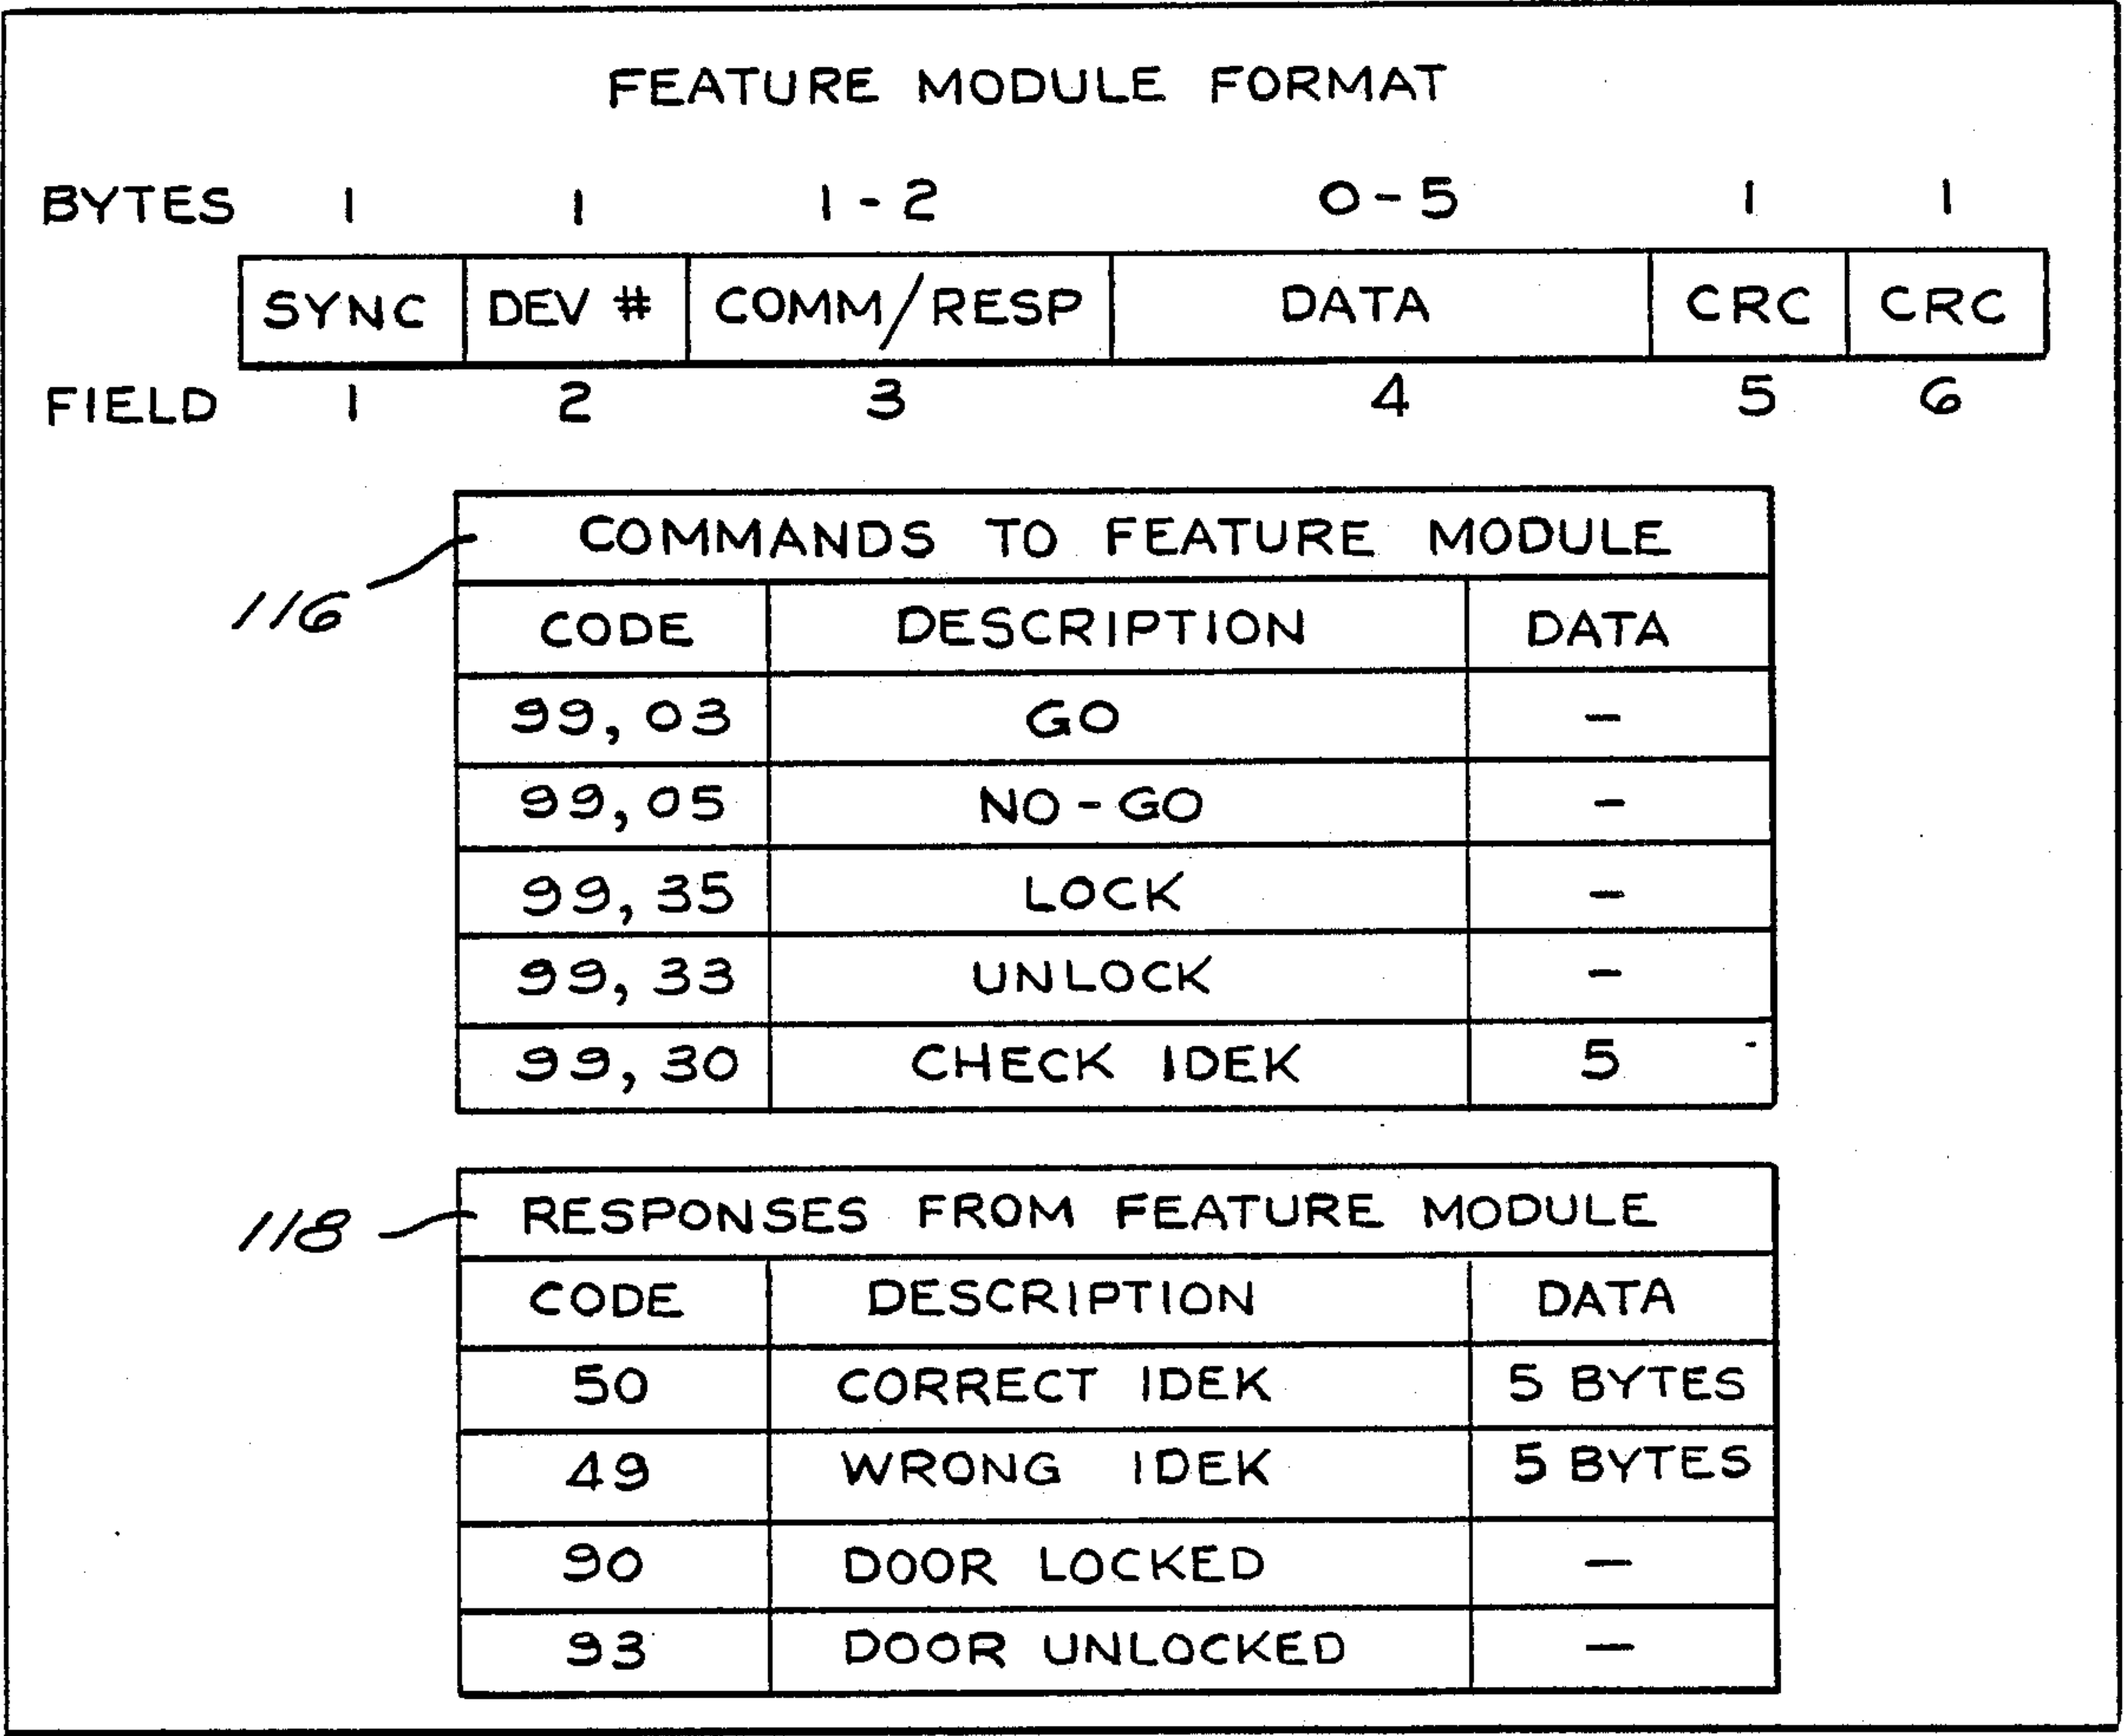 FEATURE MODULE FORMAT
BYTES 1 1 1-2 0-5 1 1
SYNC DEV # COMM/RESP DATA CRC CRC
FIELD 1 2 3 4 5 6
COMMANDS TO FEATURE MODULE
116
CODE DESCRIPTION DATA
99, 03 GO -
99, 05 NO-GO -
99, 35 LOCK -
99, 33 UNLOCK -
99, 30 CHECK IDEK 5
118
RESPONSES FROM FEATURE MODULE
CODE DESCRIPTION DATA
50 CORRECT IDEK 5 BYTES
49 WRONG IDEK 5 BYTES
90 DOOR LOCKED —
93 DOOR UNLOCKED —